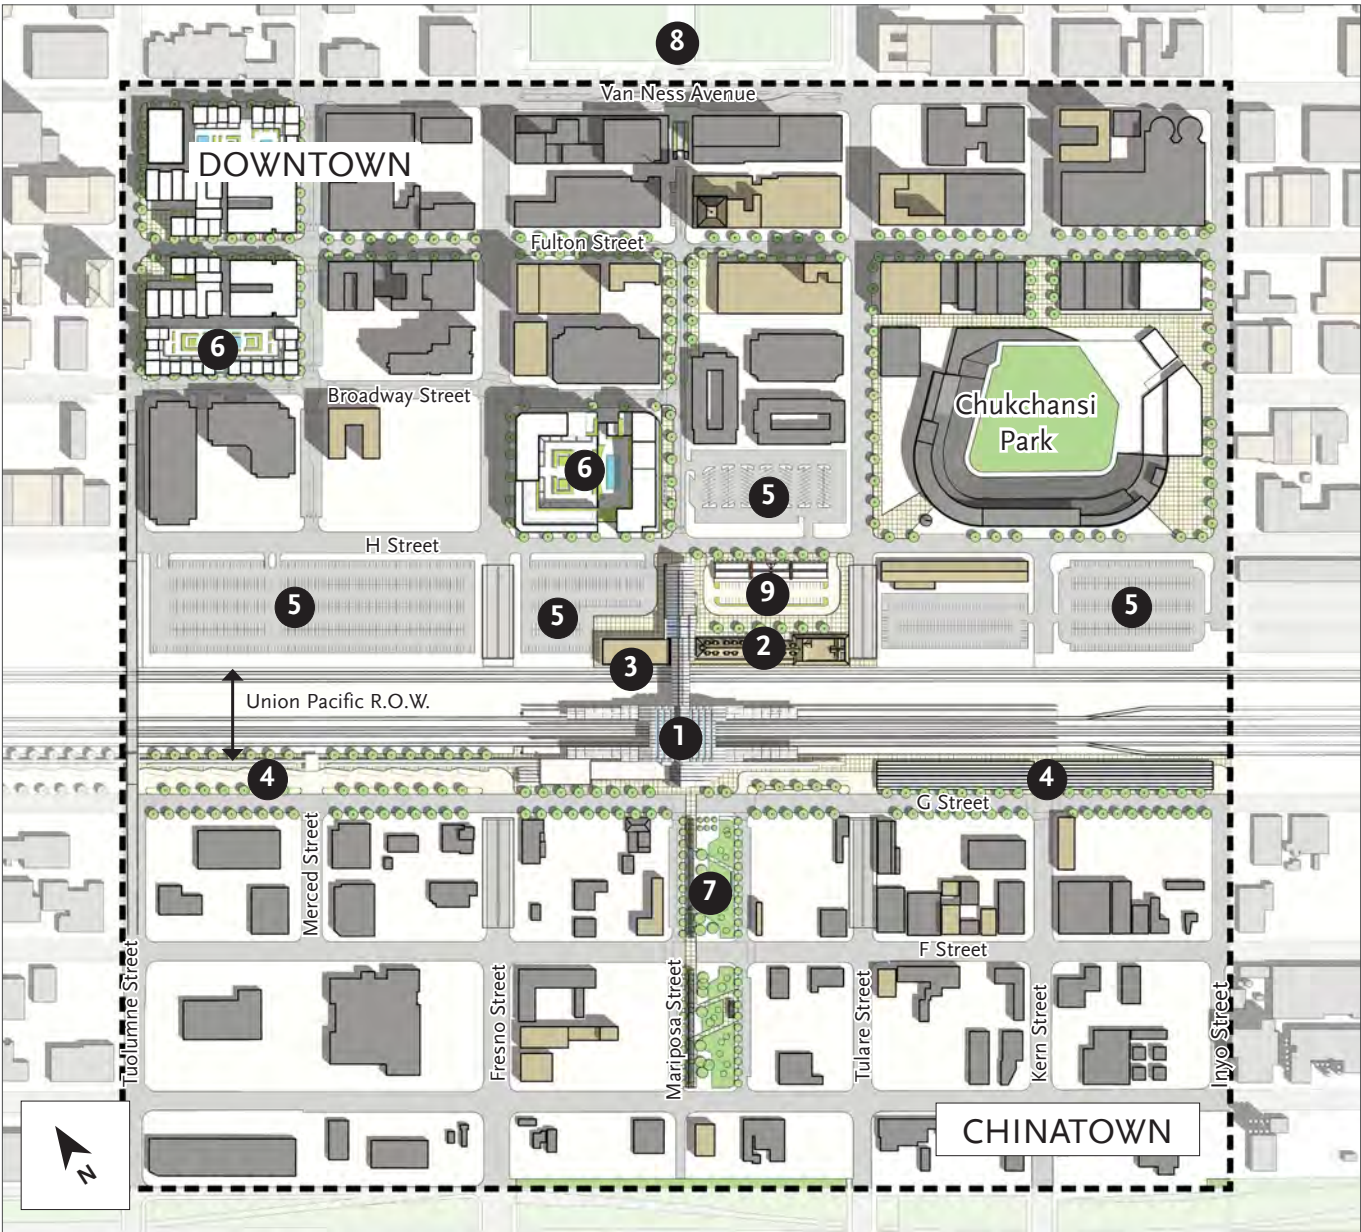 8
Van Ness Avenue
DOWNTOWN
Fulton Street
6
Broadway Street
Chukchansi
Park
6
5
H Street
5
5
9
5
2
3
Union Pacific R.O.W.
1
4
4
G Street
Merced Street
7
F Street
Tuolumne Street
Fresno Street
Mariposa Street
Tulare Street
Kern Street
Inyo Street
CHINATOWN
N